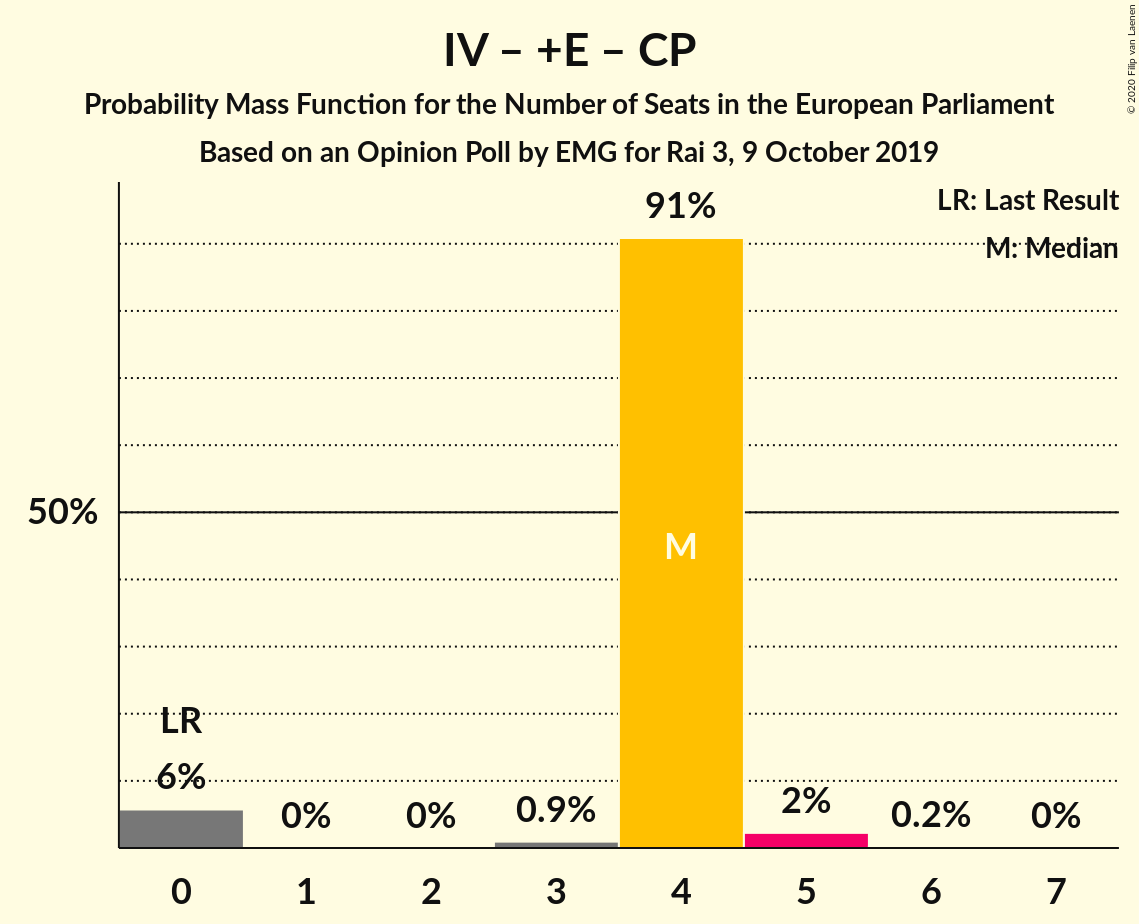 IV – +E – CP
Probability Mass Function for the Number of Seats in the European Parliament
Based on an Opinion Poll by EMG for Rai 3, 9 October 2019
© 2020 Filip van Laenen
LR: Last Result
M: Median
91%
50%
M
LR
6%
0%
0%
0.9%
2%
0.2%
0%
0
1
2
3
4
5
6
7